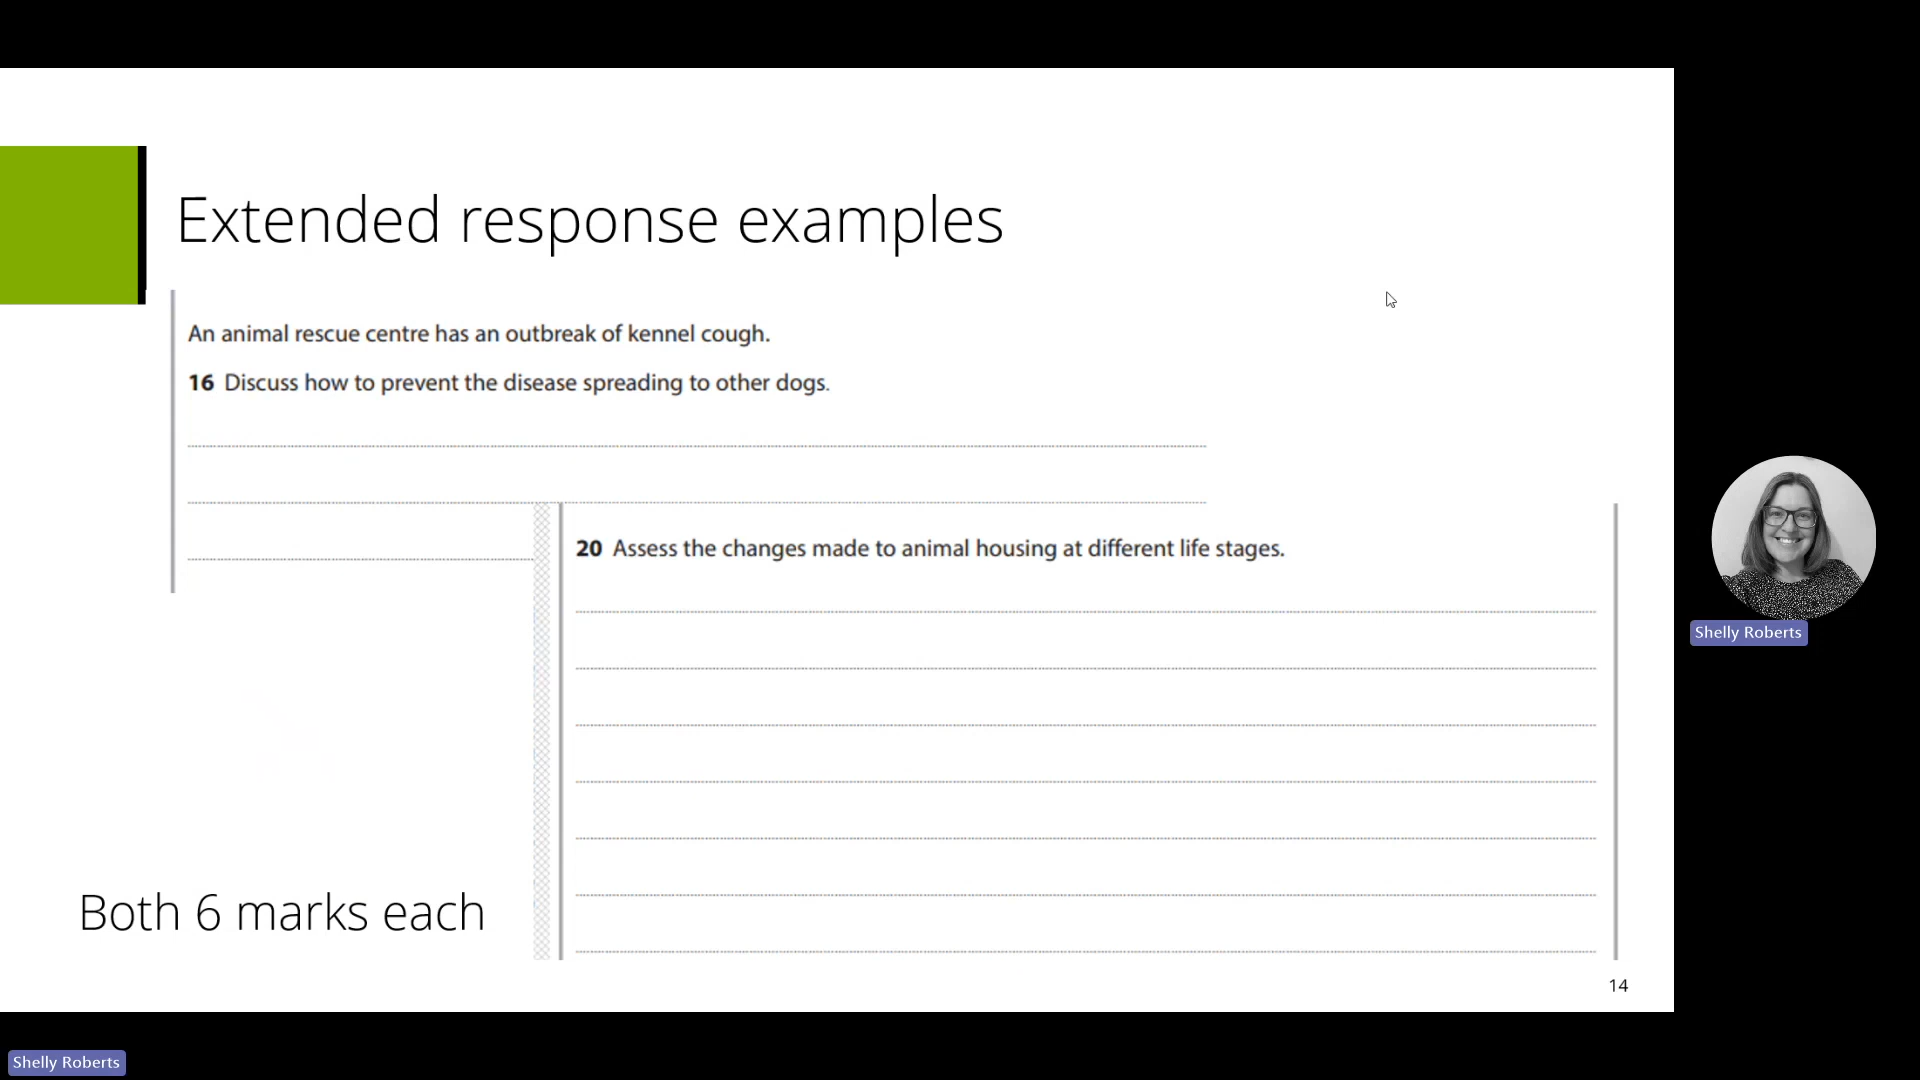 Extended response examples
An animal rescue centre has an outbreak of kennel cough.
16 Discuss how to prevent the disease spreading to other dogs.
20 Assess the changes made to animal housing at different life stages.
Both 6 marks each
14
Shelly Roberts
Shelly Roberts